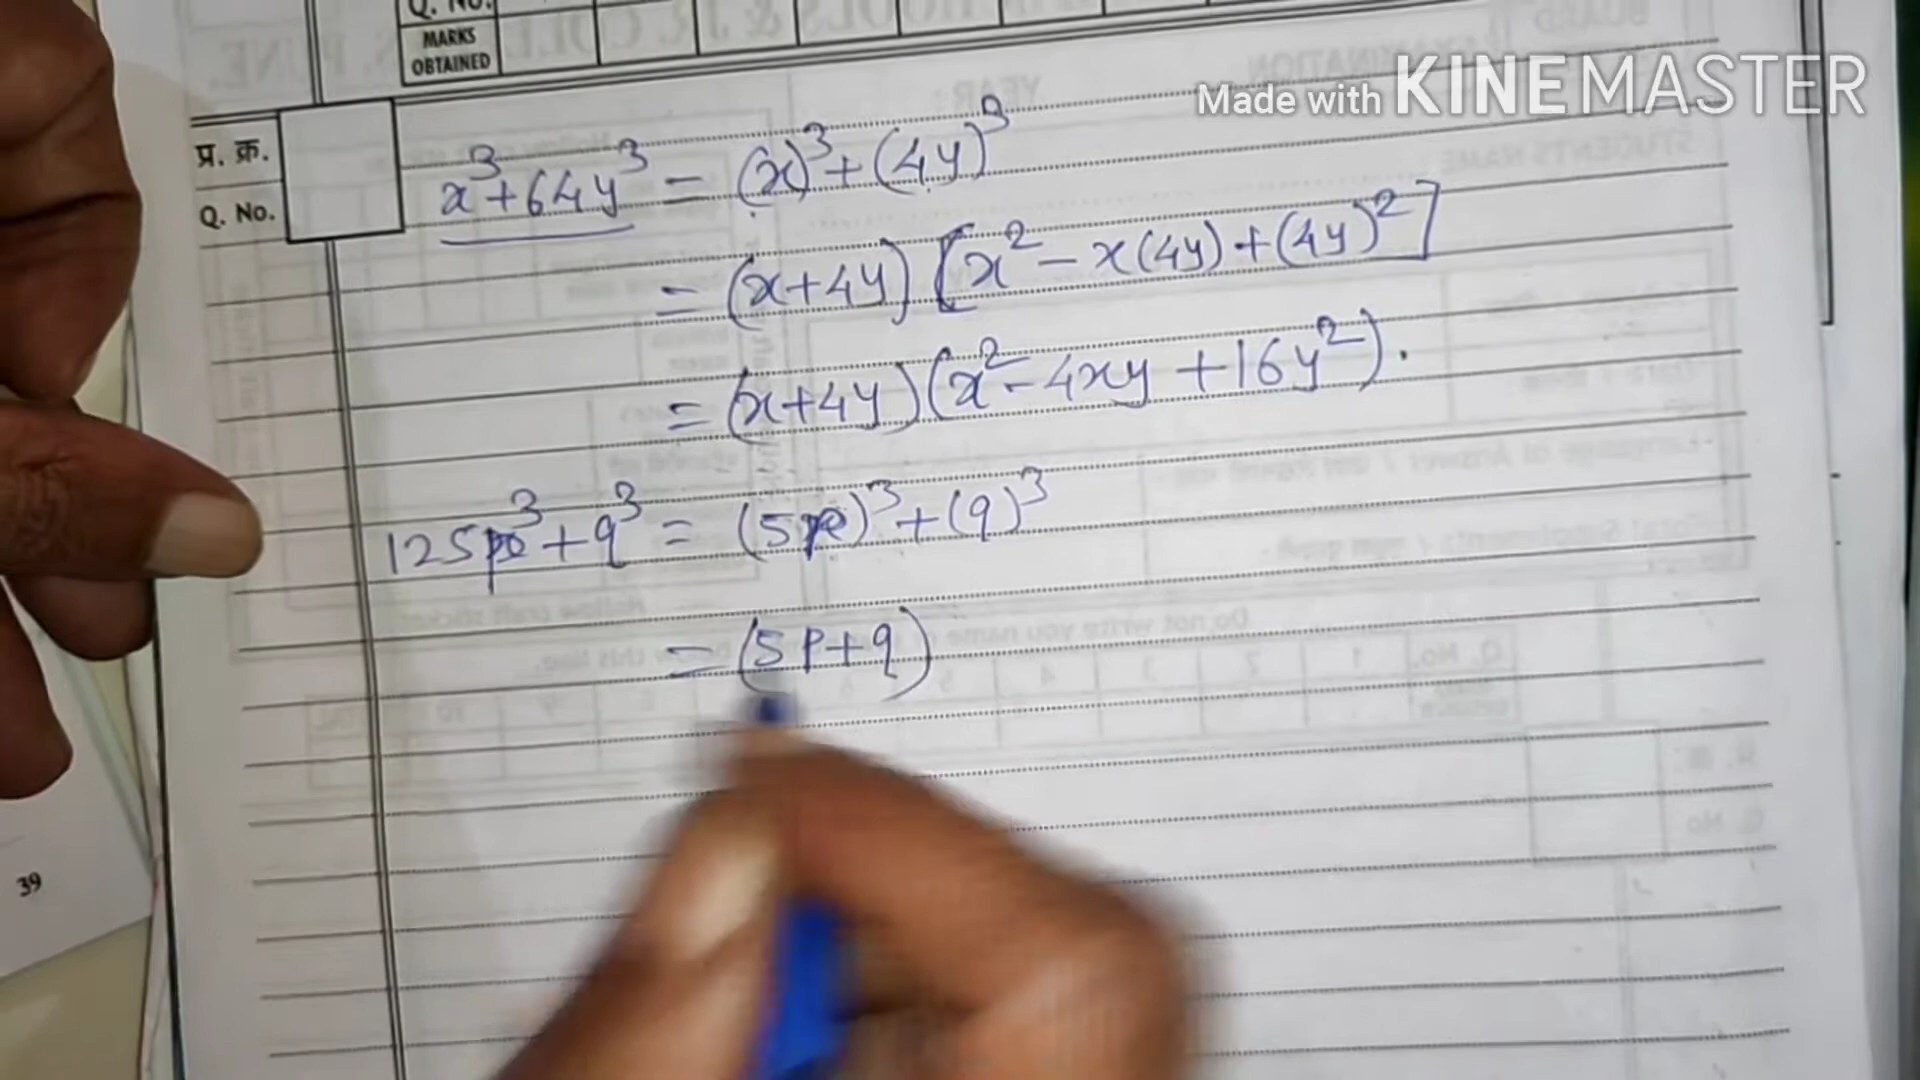 Q. No.
MARKS OBTAINED
Made with KINEMASTER
प्र. क्र.
Q. No.
x³+64y³ = (x)³+(4y)³
= (x+4y) [x² - x(4y)+(4y)²]
= (x+4y)(x²-4xy+16y²).
125p³+q³ = (5p)³+(q)³
= (5p+q)
39